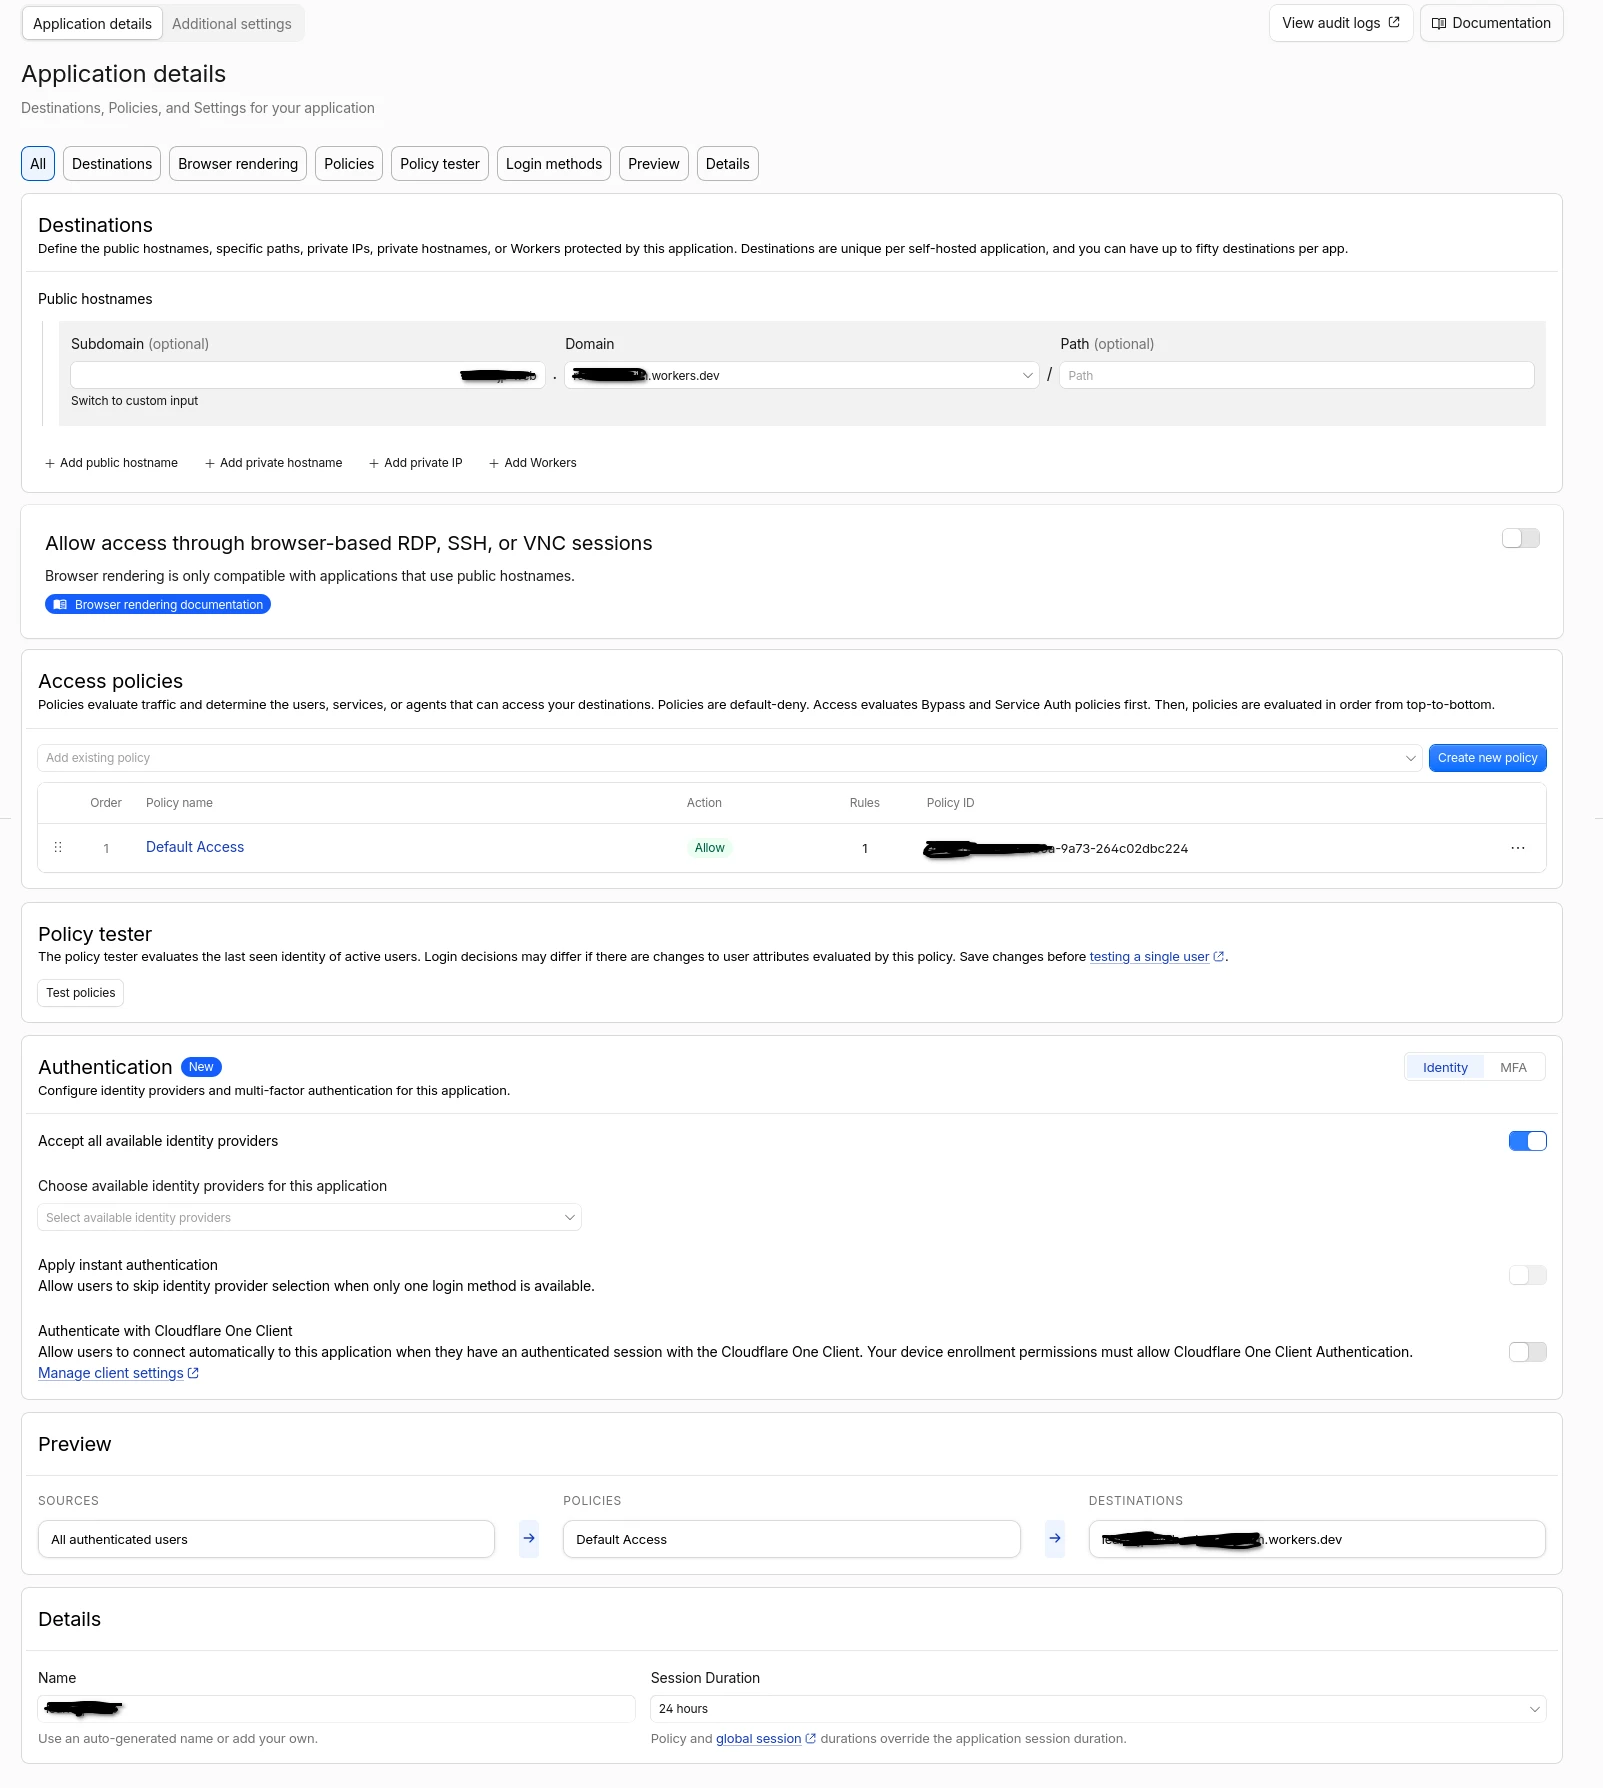 Application details
Additional settings
View audit logs
Documentation
Application details
Destinations, Policies, and Settings for your application
All
Destinations
Browser rendering
Policies
Policy tester
Login methods
Preview
Details
Destinations
Define the public hostnames, specific paths, private IPs, private hostnames, or Workers protected by this application. Destinations are unique per self-hosted application, and you can have up to fifty destinations per app.
Public hostnames
Subdomain (optional)
Domain
Path (optional)
.
.workers.dev
/
Path
Switch to custom input
+ Add public hostname
+ Add private hostname
+ Add private IP
+ Add Workers
Allow access through browser-based RDP, SSH, or VNC sessions
Browser rendering is only compatible with applications that use public hostnames.
Browser rendering documentation
Access policies
Policies evaluate traffic and determine the users, services, or agents that can access your destinations. Policies are default-deny. Access evaluates Bypass and Service Auth policies first. Then, policies are evaluated in order from top-to-bottom.
Add existing policy
Create new policy
Order
Policy name
Action
Rules
Policy ID
1
Default Access
Allow
1
-9a73-264c02dbc224
Policy tester
The policy tester evaluates the last seen identity of active users. Login decisions may differ if there are changes to user attributes evaluated by this policy. Save changes before testing a single user.
Test policies
Authentication New
Identity
MFA
Configure identity providers and multi-factor authentication for this application.
Accept all available identity providers
Choose available identity providers for this application
Select available identity providers
Apply instant authentication
Allow users to skip identity provider selection when only one login method is available.
Authenticate with Cloudflare One Client
Allow users to connect automatically to this application when they have an authenticated session with the Cloudflare One Client. Your device enrollment permissions must allow Cloudflare One Client Authentication.
Manage client settings
Preview
SOURCES
POLICIES
DESTINATIONS
All authenticated users
Default Access
.workers.dev
Details
Name
Session Duration
24 hours
Use an auto-generated name or add your own.
Policy and global session durations override the application session duration.